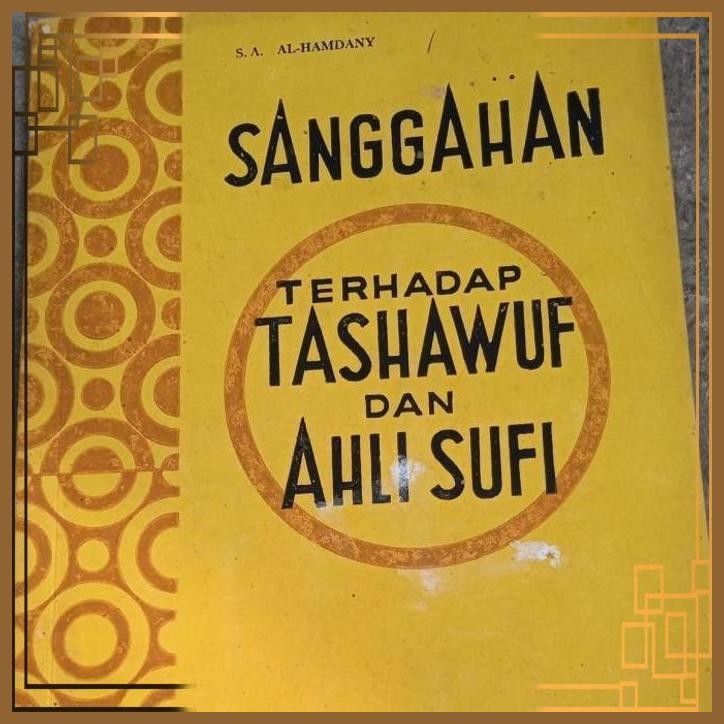 S. A. AL-HAMDANY
SANGGAHAN
TERHADAP
TASHAWUF
DAN
AHLI SUFI